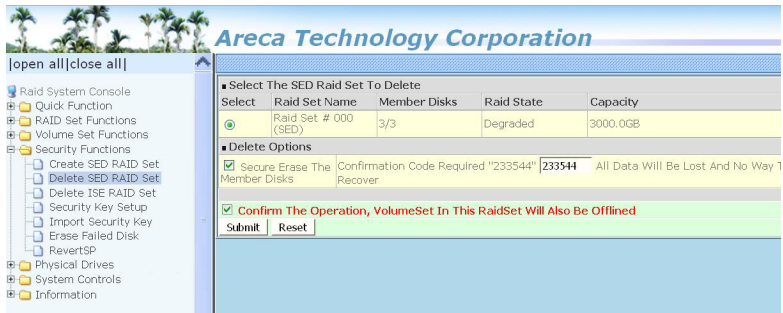 Areca Technology Corporation
|open all|close all|
Raid System Console
Quick Function
RAID Set Functions
Volume Set Functions
Security Functions
Create SED RAID Set
Delete SED RAID Set
Delete ISE RAID Set
Security Key Setup
Import Security Key
Erase Failed Disk
RevertSP
Physical Drives
System Controls
Information
Select The SED Raid Set To Delete
Select Raid Set Name Member Disks Raid State Capacity
Raid Set # 000 (SED) 3/3 Degraded 3000.0GB
Delete Options
Secure Erase The Member Disks
Confirmation Code Required "233544" 233544 All Data Will Be Lost And No Way T
Recover
Confirm The Operation, VolumeSet In This RaidSet Will Also Be Offlined
Submit Reset